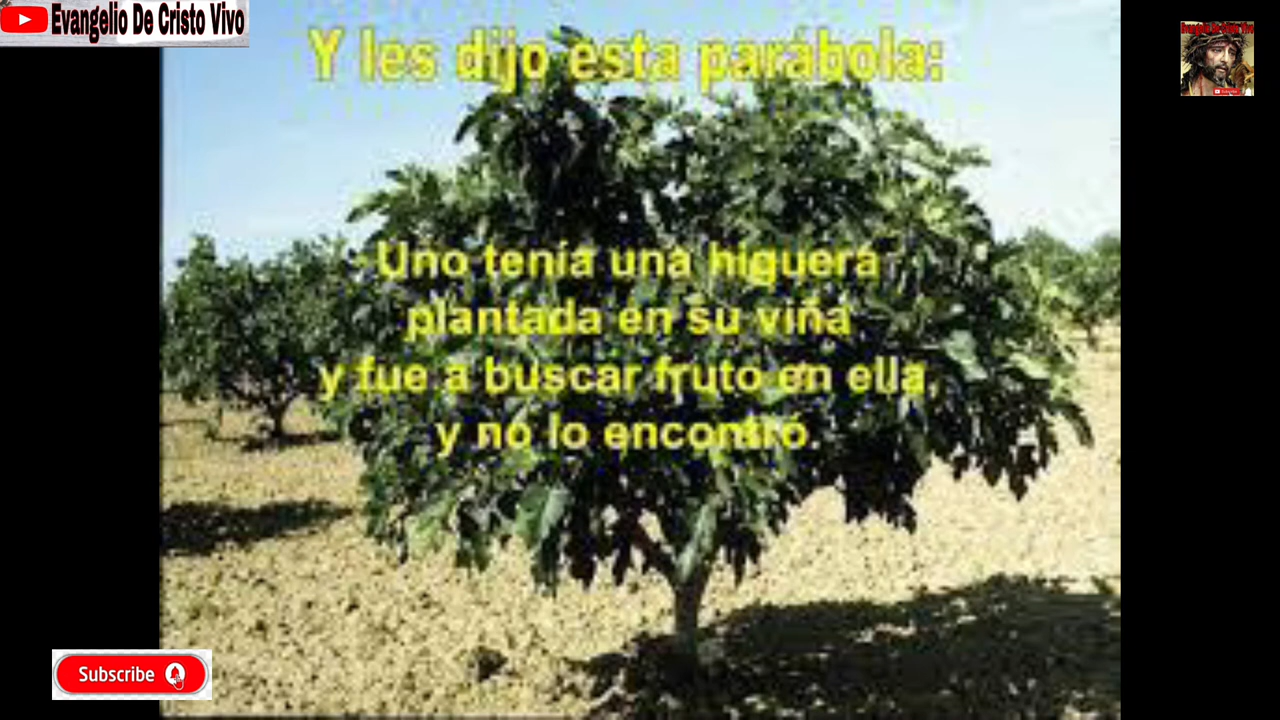 Evangelio De Cristo Vivo
Y les dijo esta parábola:
Uno tenía una higuera
plantada en su viña
y fue a buscar fruto en ella,
y no lo encontró.
Subscribe